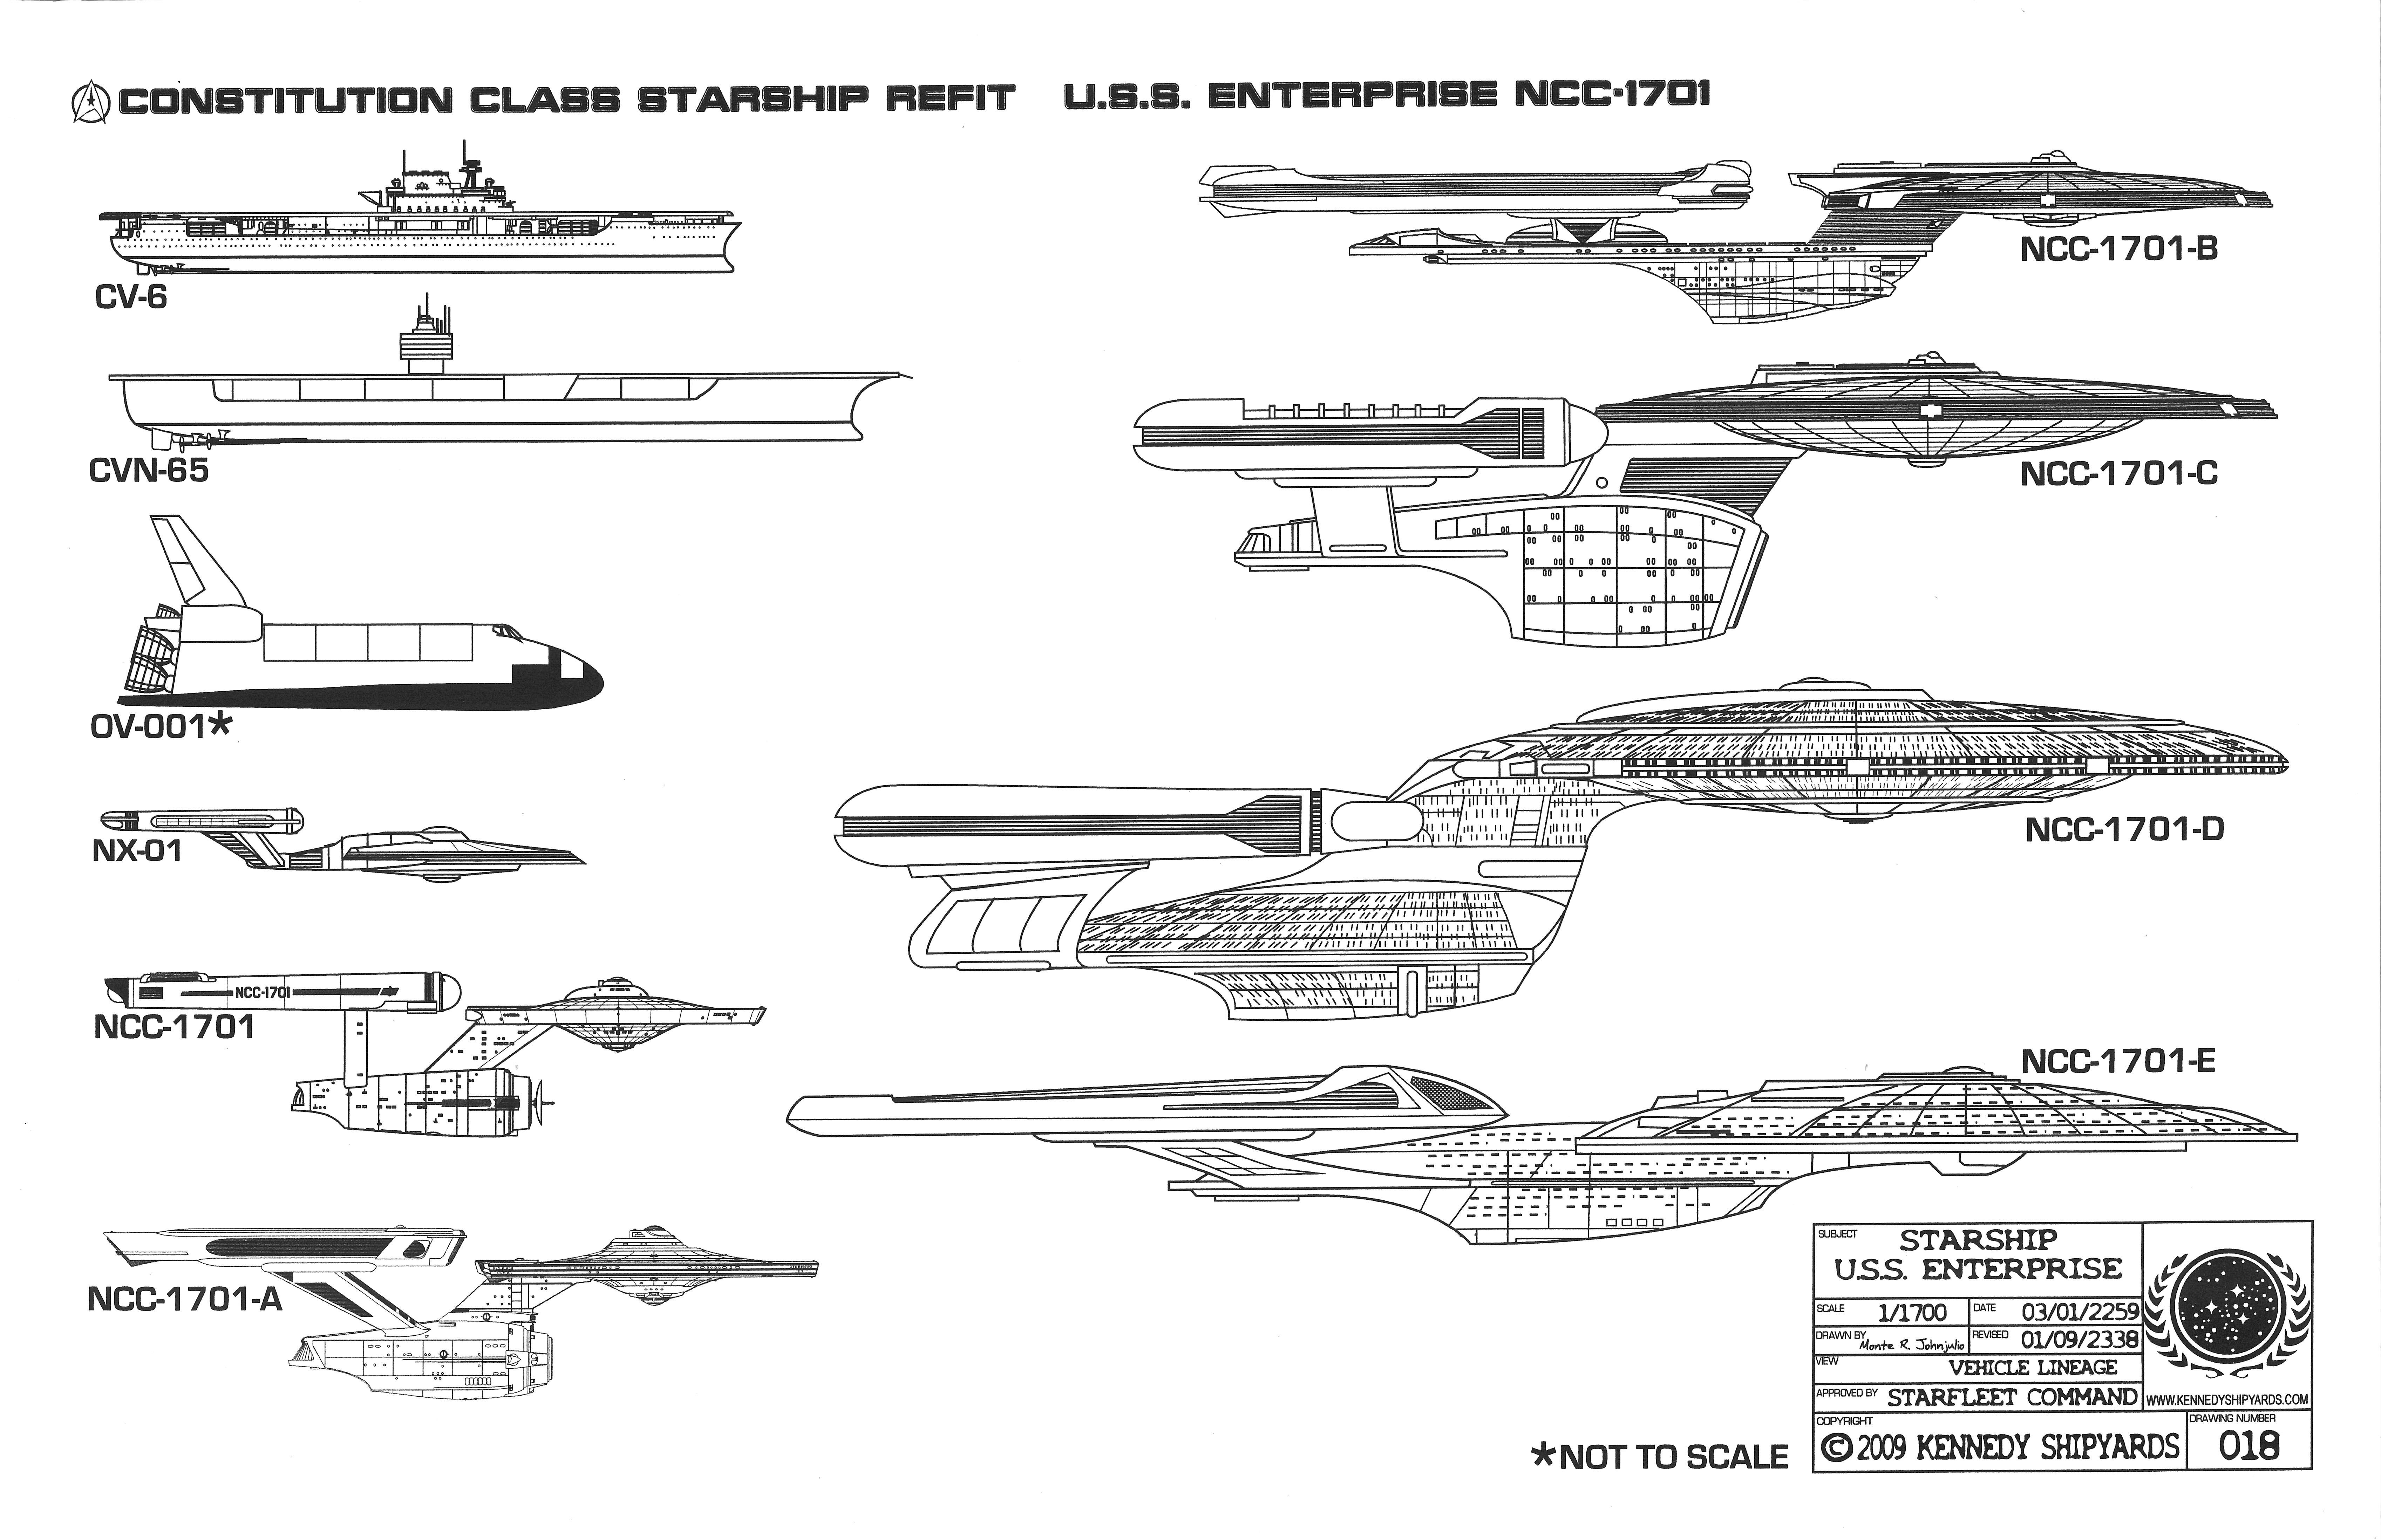 CONSTITUTION CLASS STARSHIP REFIT U.S.S. ENTERPRISE NCC-1701
CV-6
CVN-65
OV-001*
NX-01
NCC-1701
NCC-1701
NCC-1701-A
NCC-1701-B
NCC-1701-C
NCC-1701-D
NCC-1701-E
*NOT TO SCALE
SUBJECT
STARSHIP
U.S.S. ENTERPRISE
SCALE 1/1700 DATE 03/01/2259
DRAWN BY Monte R. Johnjulio REVISED 01/09/2338
VIEW VEHICLE LINEAGE
APPROVED BY STARFLEET COMMAND
WWW.KENNEDYSHIPYARDS.COM
COPYRIGHT
© 2009 KENNEDY SHIPYARDS
DRAWING NUMBER
018